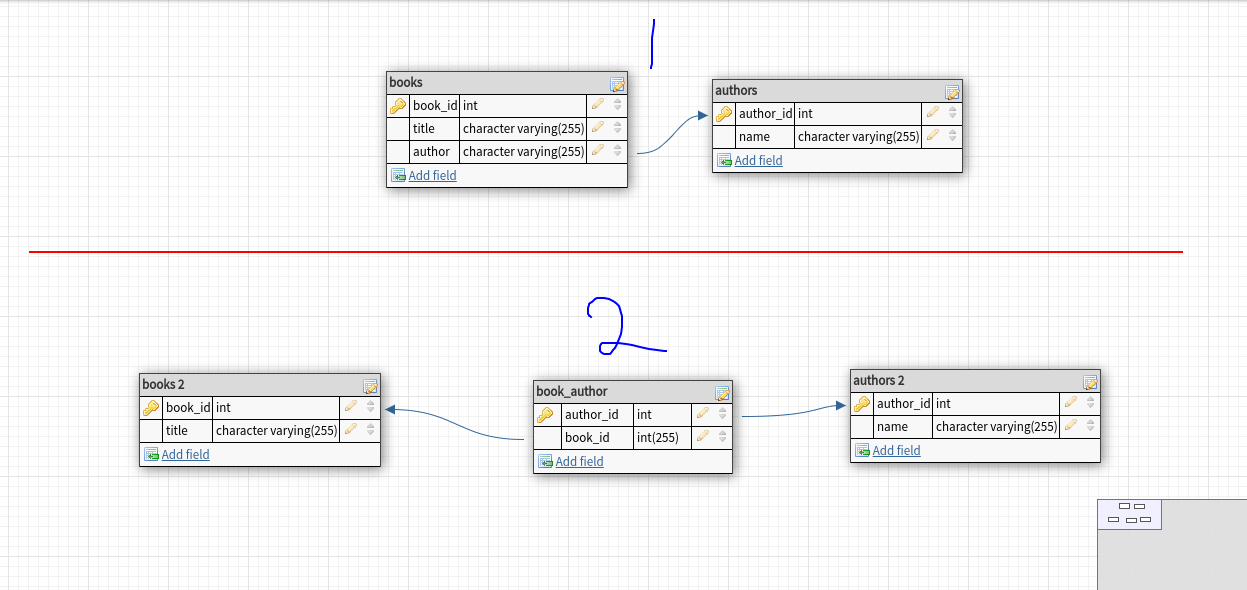 1
books
book_id int
title character varying(255)
author character varying(255)
Add field
authors
author_id int
name character varying(255)
Add field
2
books 2
book_id int
title character varying(255)
Add field
book_author
author_id int
book_id int(255)
Add field
authors 2
author_id int
name character varying(255)
Add field